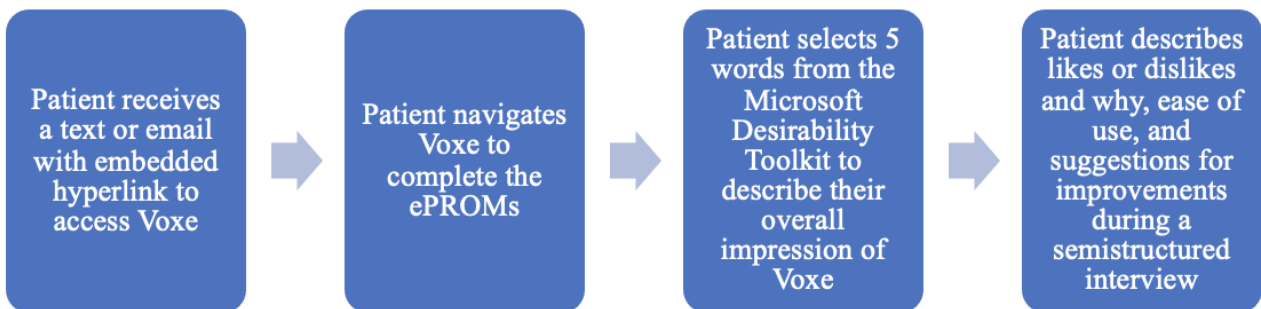 Patient receives
a text or email
with embedded
hyperlink to
access Voxe
Patient navigates
Voxe to
complete the
ePROMs
Patient selects 5
words from the
Microsoft
Desirability
Toolkit to
describe their
overall
impression of
Voxe
Patient describes
likes or dislikes
and why, ease of
use, and
suggestions for
improvements
during a
semistructured
interview